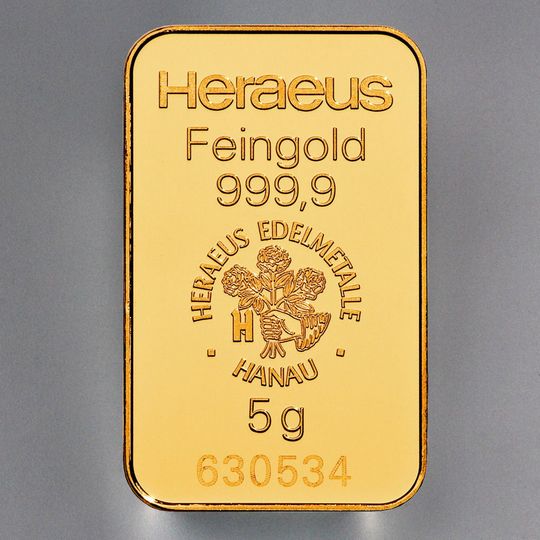 Heraeus
Feingold
999,9
HERAEUS EDELMETALLE
H
HANAU
5 g
630534